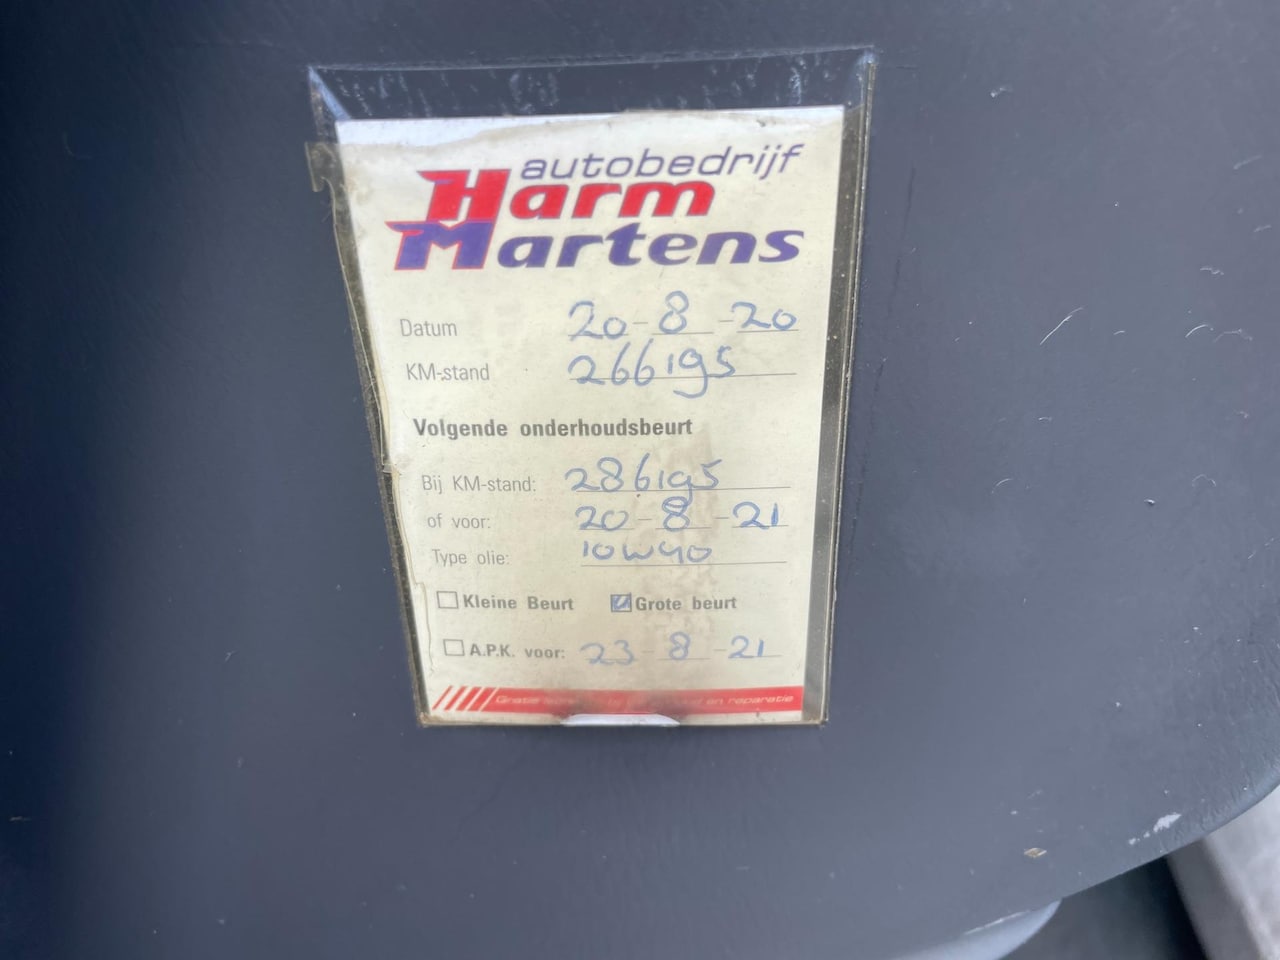 autobedrijf
Harm
Martens
Datum 20-8-20
KM-stand 266195
Volgende onderhoudsbeurt
Bij KM-stand: 286195
of voor: 20-8-21
Type olie: 10W40
Kleine Beurt Grote beurt
A.P.K. voor: 23-8-21
Gratis en reparatie